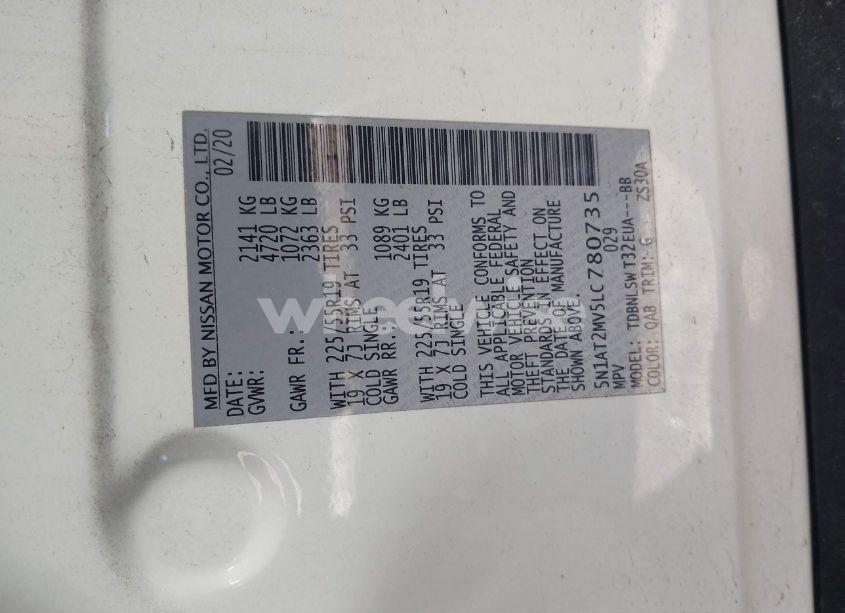 MFD BY NISSAN MOTOR CO., LTD.
DATE: 02/20
GVWR: 2141 KG
4720 LB
GAWR FR.: 1072 KG
2363 LB
WITH 225/55R19 TIRES
19 X 7J RIMS AT 33 PSI
COLD SINGLE
GAWR RR.: 1089 KG
2401 LB
WITH 225/55R19 TIRES
19 X 7J RIMS AT 33 PSI
COLD SINGLE
THIS VEHICLE CONFORMS TO
ALL APPLICABLE FEDERAL
MOTOR VEHICLE SAFETY AND
THEFT PREVENTION
STANDARDS IN EFFECT ON
THE DATE OF MANUFACTURE
SHOWN ABOVE.
5N1AT2MV5LC780735
MPV 029
MODEL: TDBNLSW T32EUA---BB
COLOR: QAB TRIM: G ZS30A